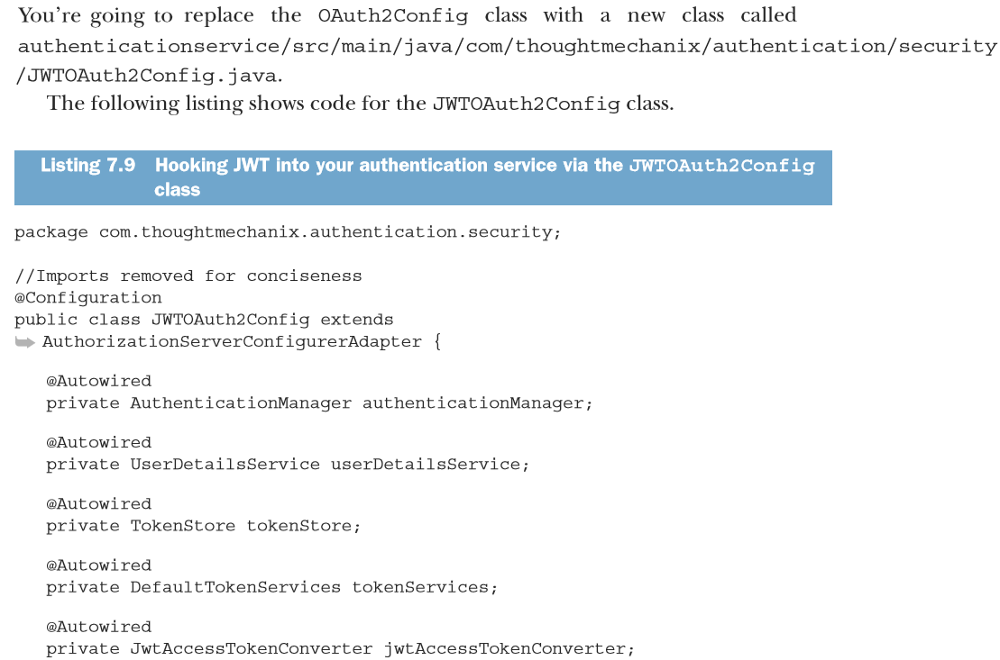 You’re going to replace the OAuth2Config class with a new class called
authenticationservice/src/main/java/com/thoughtmechanix/authentication/security
/JWTOAuth2Config.java.
The following listing shows code for the JWTOAuth2Config class.
Listing 7.9 Hooking JWT into your authentication service via the JWTOAuth2Config
class
package com.thoughtmechanix.authentication.security;
//Imports removed for conciseness
@Configuration
public class JWTOAuth2Config extends
➥ AuthorizationServerConfigurerAdapter {
@Autowired
private AuthenticationManager authenticationManager;
@Autowired
private UserDetailsService userDetailsService;
@Autowired
private TokenStore tokenStore;
@Autowired
private DefaultTokenServices tokenServices;
@Autowired
private JwtAccessTokenConverter jwtAccessTokenConverter;